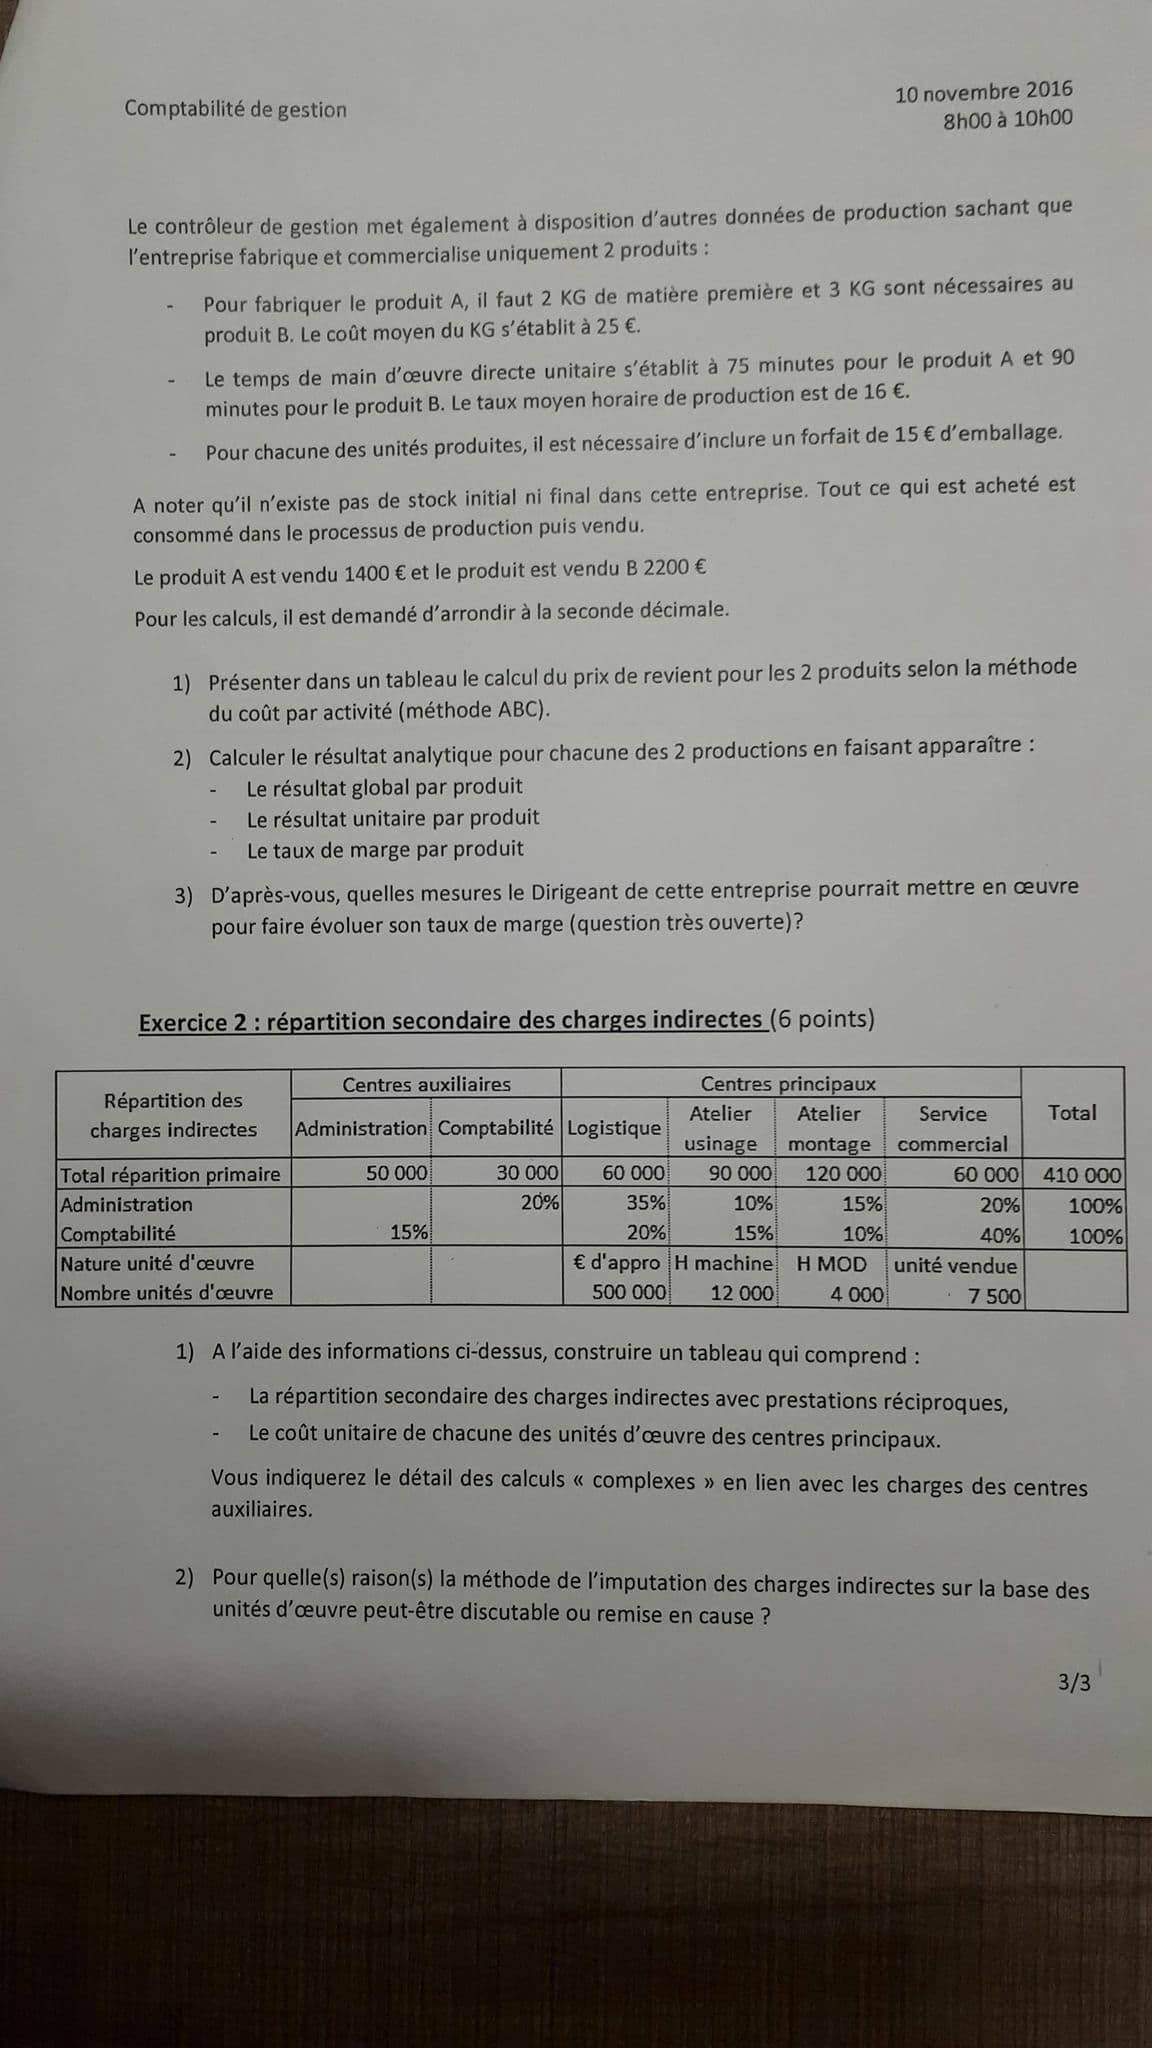 Comptabilité de gestion
10 novembre 2016
8h00 à 10h00
Le contrôleur de gestion met également à disposition d'autres données de production sachant que
l'entreprise fabrique et commercialise uniquement 2 produits :
- Pour fabriquer le produit A, il faut 2 KG de matière première et 3 KG sont nécessaires au
produit B. Le coût moyen du KG s'établit à 25 €.
- Le temps de main d'œuvre directe unitaire s'établit à 75 minutes pour le produit A et 90
minutes pour le produit B. Le taux moyen horaire de production est de 16 €.
- Pour chacune des unités produites, il est nécessaire d'inclure un forfait de 15 € d'emballage.
A noter qu'il n'existe pas de stock initial ni final dans cette entreprise. Tout ce qui est acheté est
consommé dans le processus de production puis vendu.
Le produit A est vendu 1400 € et le produit est vendu B 2200 €
Pour les calculs, il est demandé d'arrondir à la seconde décimale.
1) Présenter dans un tableau le calcul du prix de revient pour les 2 produits selon la méthode
du coût par activité (méthode ABC).
2) Calculer le résultat analytique pour chacune des 2 productions en faisant apparaître :
- Le résultat global par produit
- Le résultat unitaire par produit
- Le taux de marge par produit
3) D'après-vous, quelles mesures le Dirigeant de cette entreprise pourrait mettre en œuvre
pour faire évoluer son taux de marge (question très ouverte)?
Exercice 2 : répartition secondaire des charges indirectes (6 points)
Répartition des charges indirectes Centres auxiliaires Centres principaux Total
Administration Comptabilité Logistique Atelier usinage Atelier montage Service commercial
Total réparition primaire 50 000 30 000 60 000 90 000 120 000 60 000 410 000
Administration 20% 35% 10% 15% 20% 100%
Comptabilité 15% 20% 15% 10% 40% 100%
Nature unité d'œuvre € d'appro H machine H MOD unité vendue
Nombre unités d'œuvre 500 000 12 000 4 000 7 500
1) A l'aide des informations ci-dessus, construire un tableau qui comprend :
- La répartition secondaire des charges indirectes avec prestations réciproques,
- Le coût unitaire de chacune des unités d'œuvre des centres principaux.
Vous indiquerez le détail des calculs « complexes » en lien avec les charges des centres
auxiliaires.
2) Pour quelle(s) raison(s) la méthode de l'imputation des charges indirectes sur la base des
unités d'œuvre peut-être discutable ou remise en cause ?
3/3